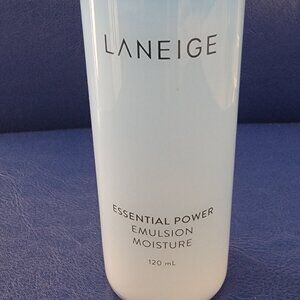 LANEIGE
ESSENTIAL POWER
EMULSION
MOISTURE
120 mL